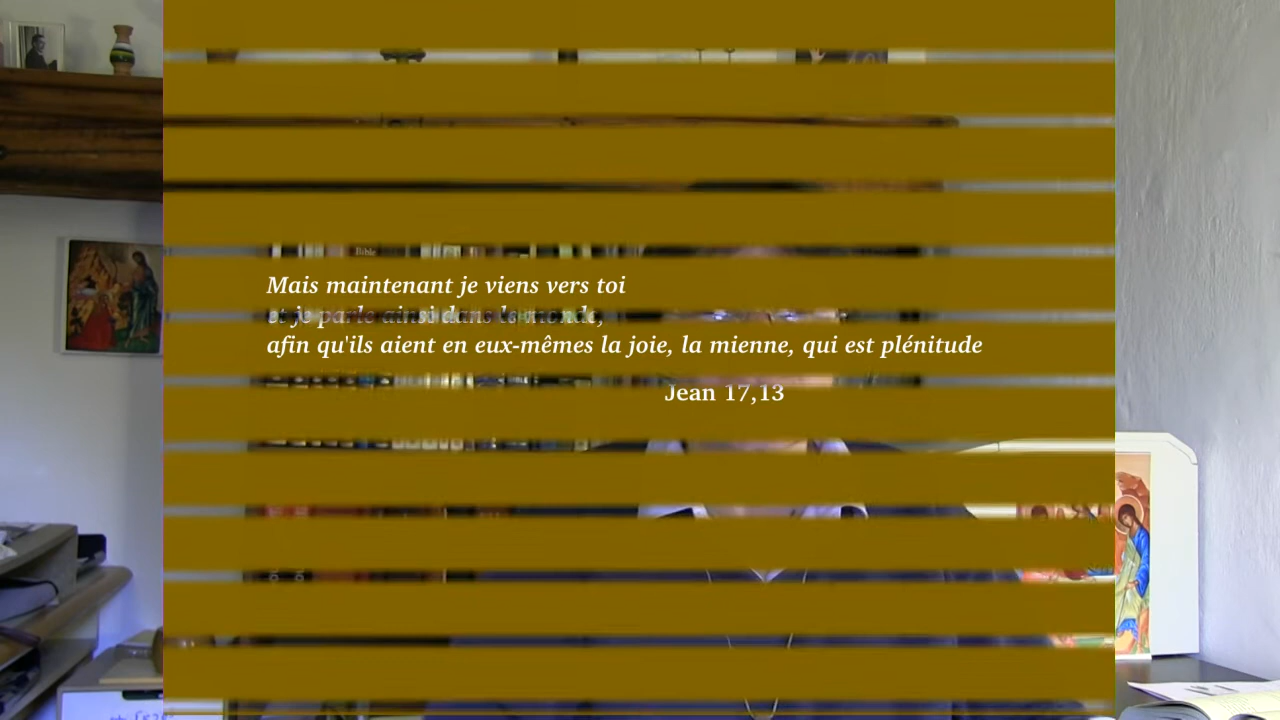 Bible
Mais maintenant je viens vers toi
et je parle ainsi dans le monde,
afin qu'ils aient en eux-mêmes la joie, la mienne, qui est plénitude
Jean 17,13